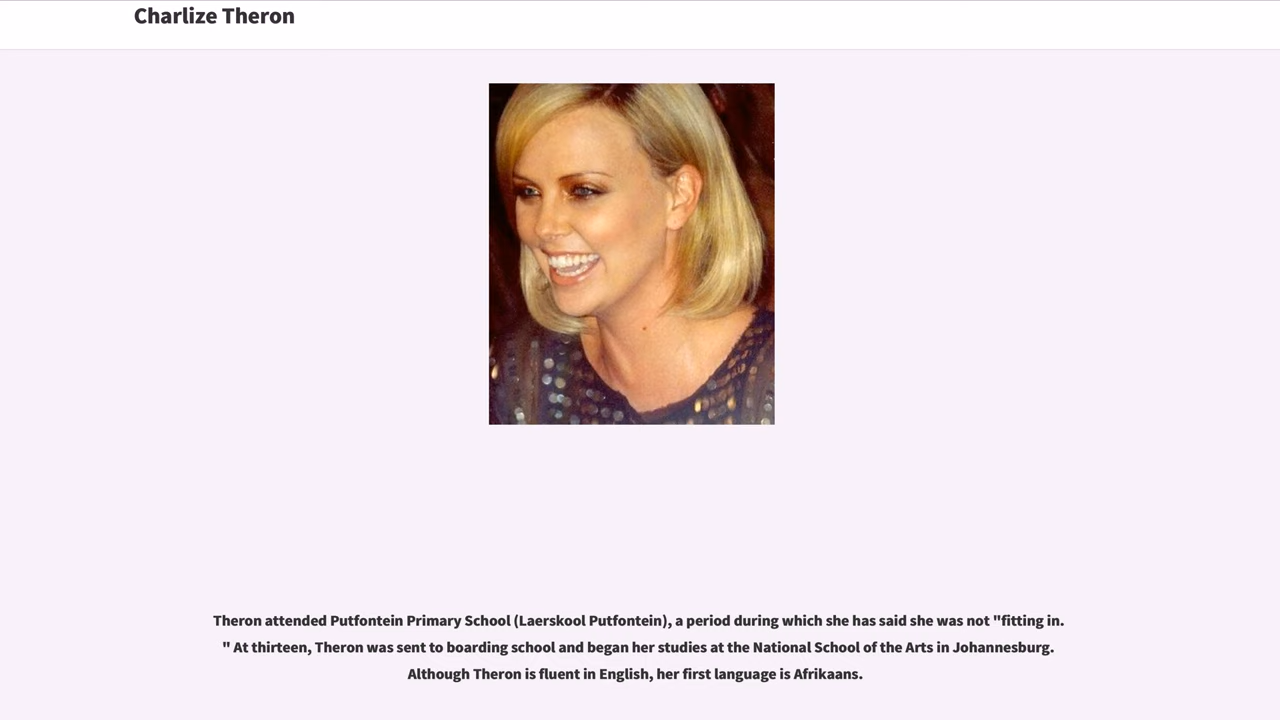 Charlize Theron
Theron attended Putfontein Primary School (Laerskool Putfontein), a period during which she has said she was not "fitting in.
" At thirteen, Theron was sent to boarding school and began her studies at the National School of the Arts in Johannesburg.
Although Theron is fluent in English, her first language is Afrikaans.